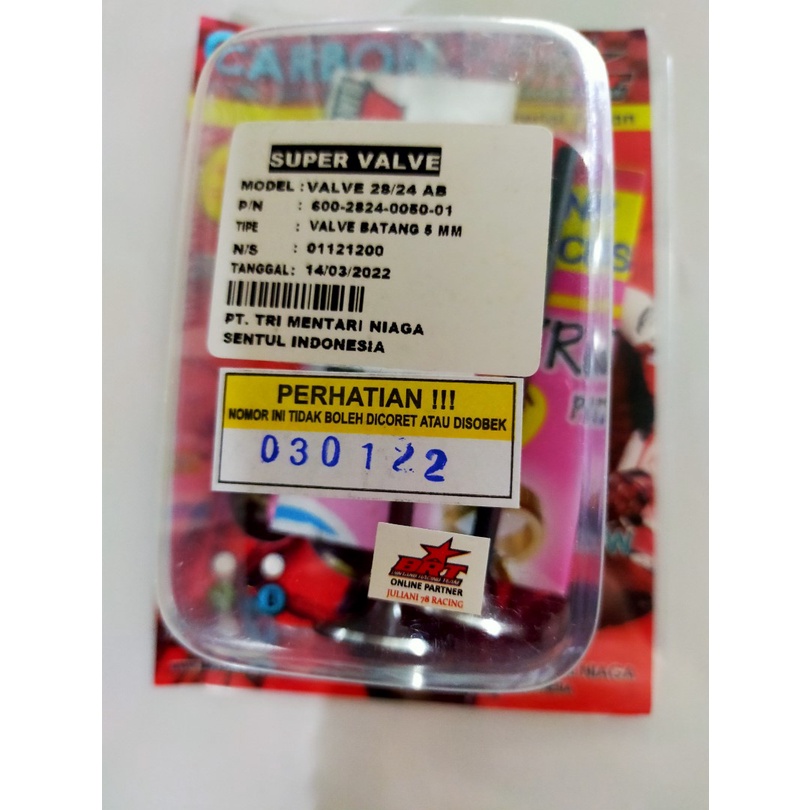 CARBON
SUPER VALVE
MODEL : VALVE 28/24 AB
P/N : 600-2824-0050-01
TIPE : VALVE BATANG 5 MM
N/S : 01121200
TANGGAL : 14/03/2022
PT. TRI MENTARI NIAGA
SENTUL INDONESIA
PERHATIAN !!!
NOMOR INI TIDAK BOLEH DICORET ATAU DISOBEK
030122
BRT
ONLINE PARTNER
JULIANI 78 RACING
NIAGA